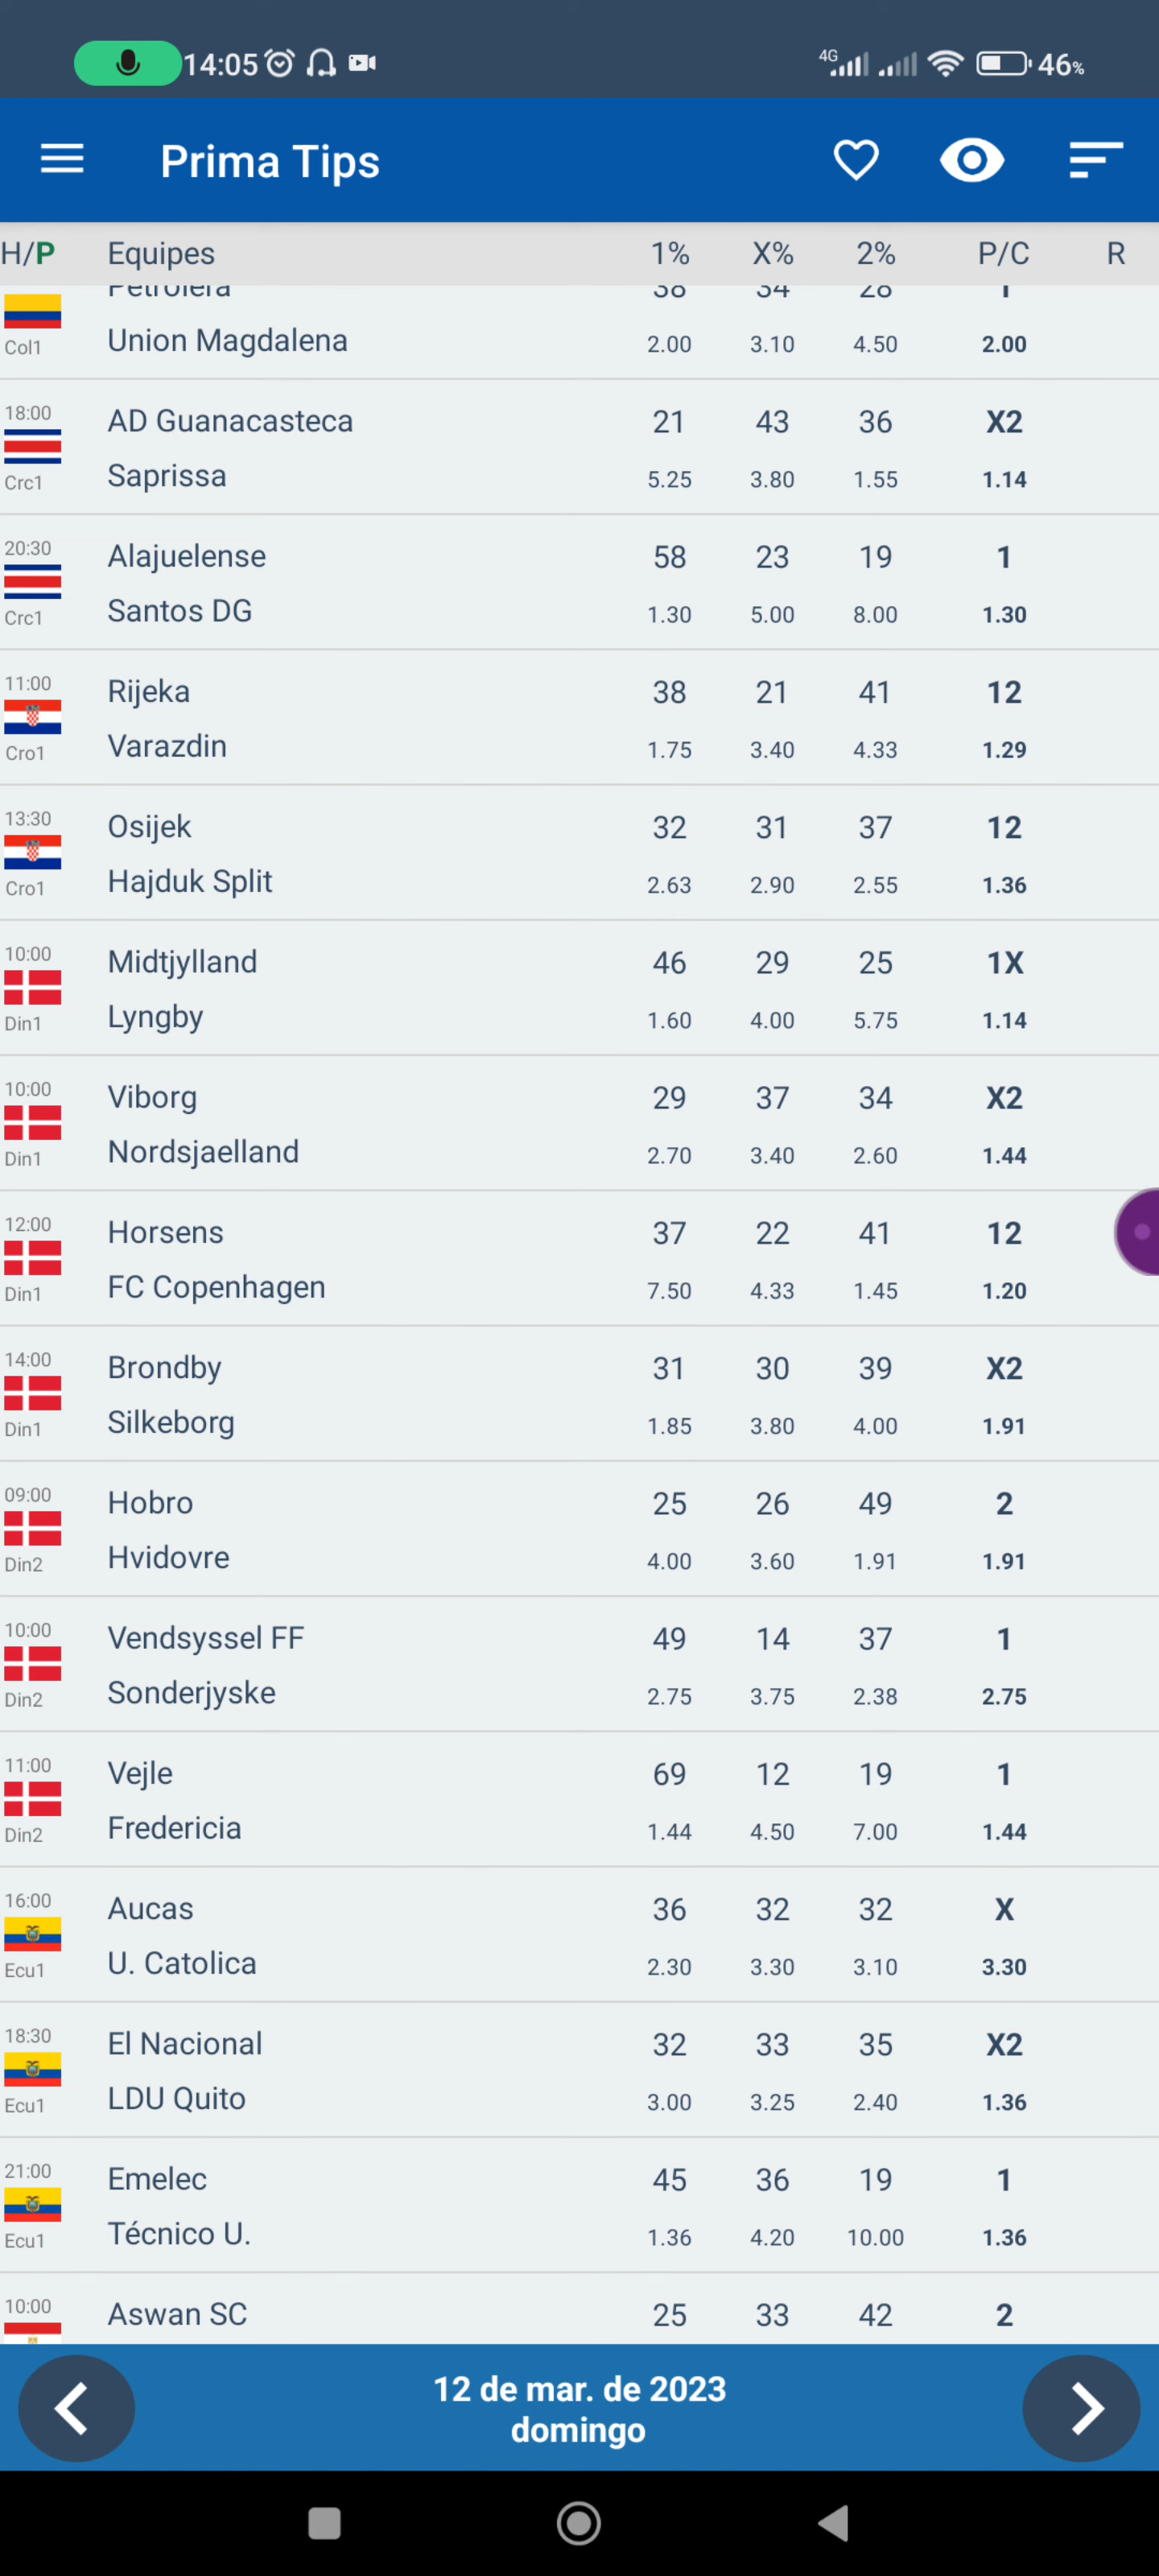 14:05 4G 46%
Prima Tips
H/P Equipes 1% X% 2% P/C R
Petrolera 38 34 28 1
Col1 Union Magdalena 2.00 3.10 4.50 2.00
18:00 AD Guanacasteca 21 43 36 X2
Crc1 Saprissa 5.25 3.80 1.55 1.14
20:30 Alajuelense 58 23 19 1
Crc1 Santos DG 1.30 5.00 8.00 1.30
11:00 Rijeka 38 21 41 12
Cro1 Varazdin 1.75 3.40 4.33 1.29
13:30 Osijek 32 31 37 12
Cro1 Hajduk Split 2.63 2.90 2.55 1.36
10:00 Midtjylland 46 29 25 1X
Din1 Lyngby 1.60 4.00 5.75 1.14
10:00 Viborg 29 37 34 X2
Din1 Nordsjaelland 2.70 3.40 2.60 1.44
12:00 Horsens 37 22 41 12
Din1 FC Copenhagen 7.50 4.33 1.45 1.20
14:00 Brondby 31 30 39 X2
Din1 Silkeborg 1.85 3.80 4.00 1.91
09:00 Hobro 25 26 49 2
Din2 Hvidovre 4.00 3.60 1.91 1.91
10:00 Vendsyssel FF 49 14 37 1
Din2 Sonderjyske 2.75 3.75 2.38 2.75
11:00 Vejle 69 12 19 1
Din2 Fredericia 1.44 4.50 7.00 1.44
16:00 Aucas 36 32 32 X
Ecu1 U. Catolica 2.30 3.30 3.10 3.30
18:30 El Nacional 32 33 35 X2
Ecu1 LDU Quito 3.00 3.25 2.40 1.36
21:00 Emelec 45 36 19 1
Ecu1 Técnico U. 1.36 4.20 10.00 1.36
10:00 Aswan SC 25 33 42 2
12 de mar. de 2023
domingo